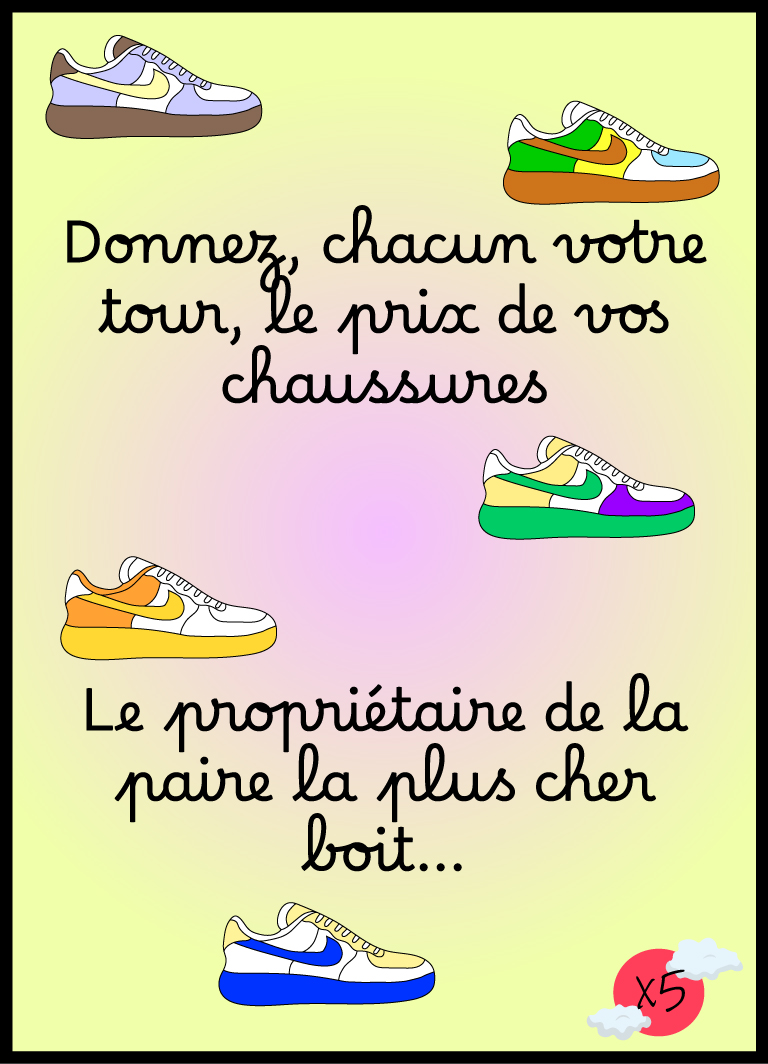 Donnez, chacun votre
tour, le prix de vos
chaussures
Le propriétaire de la
paire la plus cher
boit...
x5